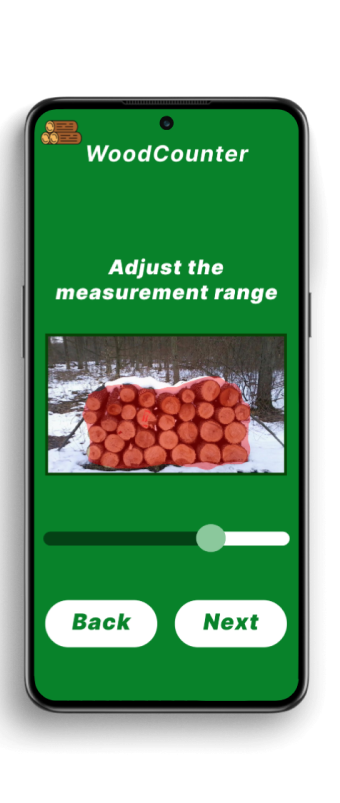 WoodCounter
Adjust the
measurement range
Back
Next